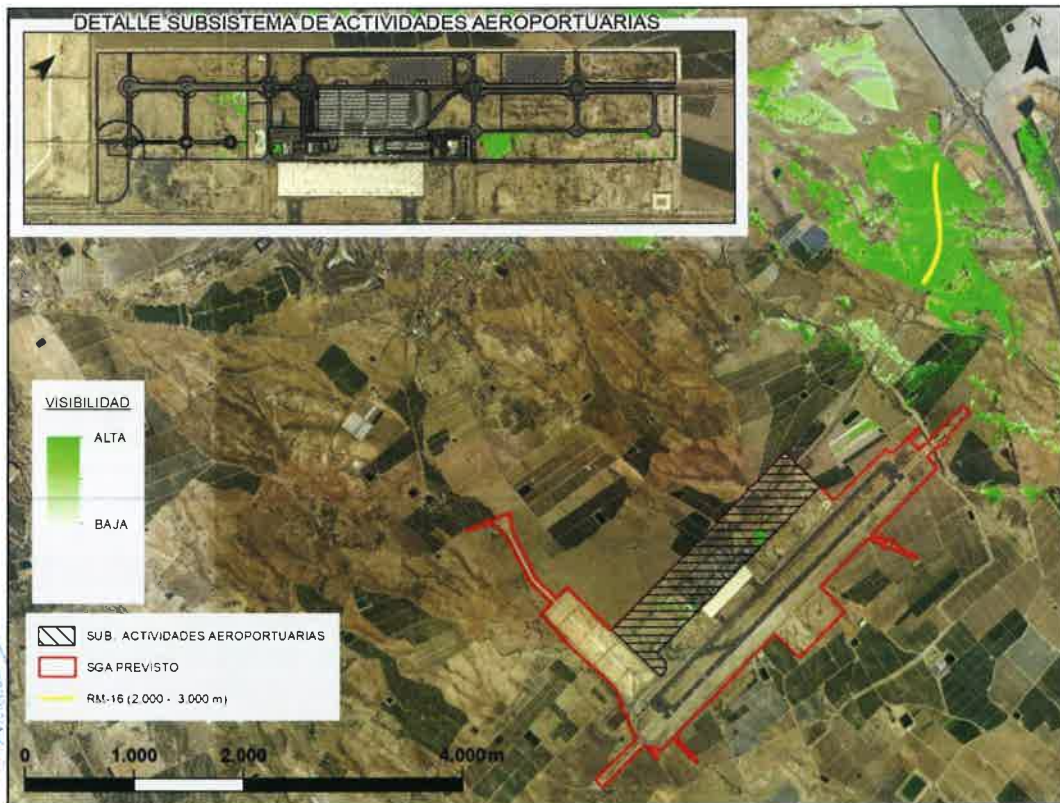 DETALLE SUBSISTEMA DE ACTIVIDADES AEROPORTUARIAS
N
VISIBILIDAD
ALTA
BAJA
SUB. ACTIVIDADES AEROPORTUARIAS
SGA PREVISTO
RM-16 (2.000 - 3.000 m)
0 1.000 2.000 4.000 m